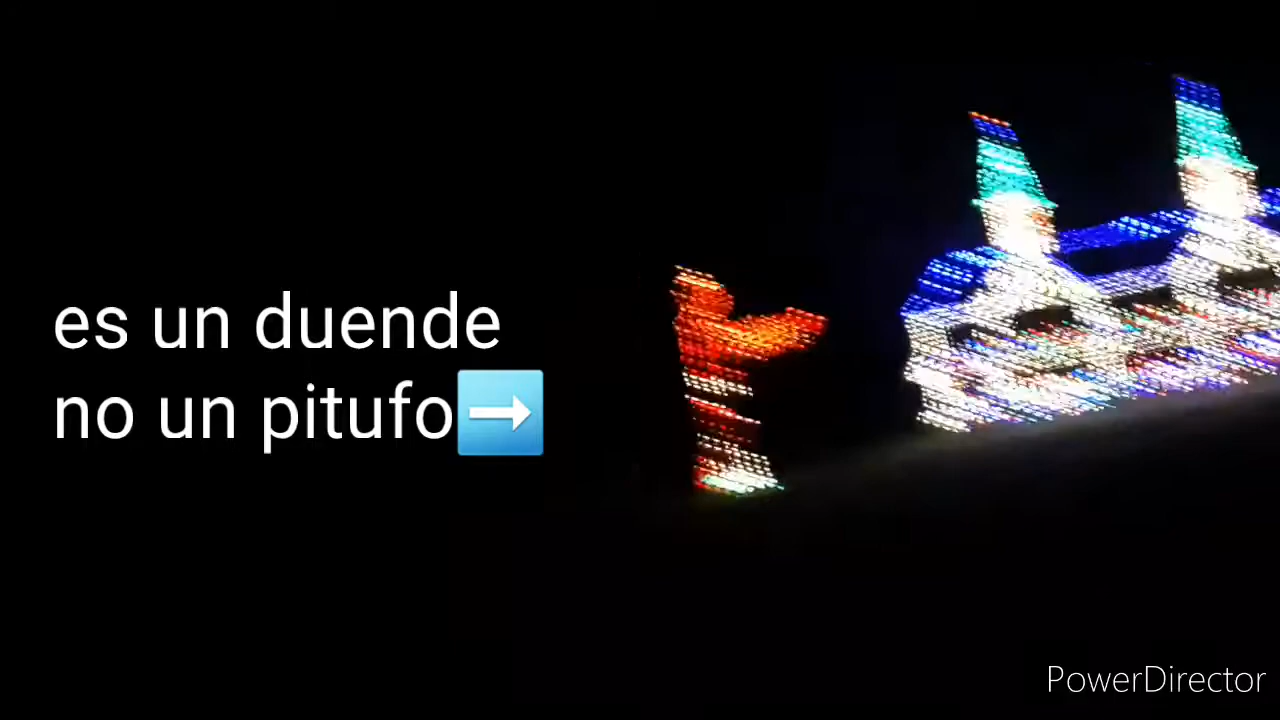 es un duende
no un pitufo➡️
PowerDirector